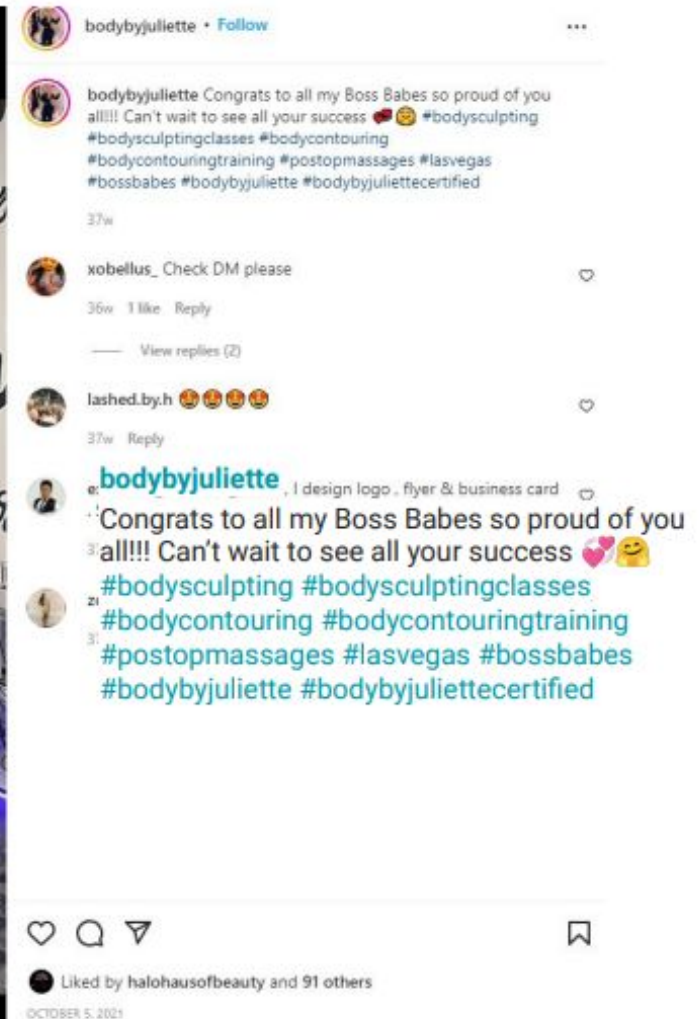 bodybyjuliette • Follow
bodybyjuliette Congrats to all my Boss Babes so proud of you
all!!! Can't wait to see all your success 💞🤗 #bodysculpting
#bodysculptingclasses #bodycontouring
#bodycontouringtraining #postopmassages #lasvegas
#bossbabes #bodybyjuliette #bodybyjuliettecertified
37w
xobellus_ Check DM please
36w 1 like Reply
View replies (2)
lashed.by.h 🤩🤩🤩🤩
37w Reply
, I design logo , flyer & business card
bodybyjuliette
Congrats to all my Boss Babes so proud of you
all!!! Can't wait to see all your success 💞🤗
#bodysculpting #bodysculptingclasses
#bodycontouring #bodycontouringtraining
#postopmassages #lasvegas #bossbabes
#bodybyjuliette #bodybyjuliettecertified
Liked by halohausofbeauty and 91 others
OCTOBER 5, 2021